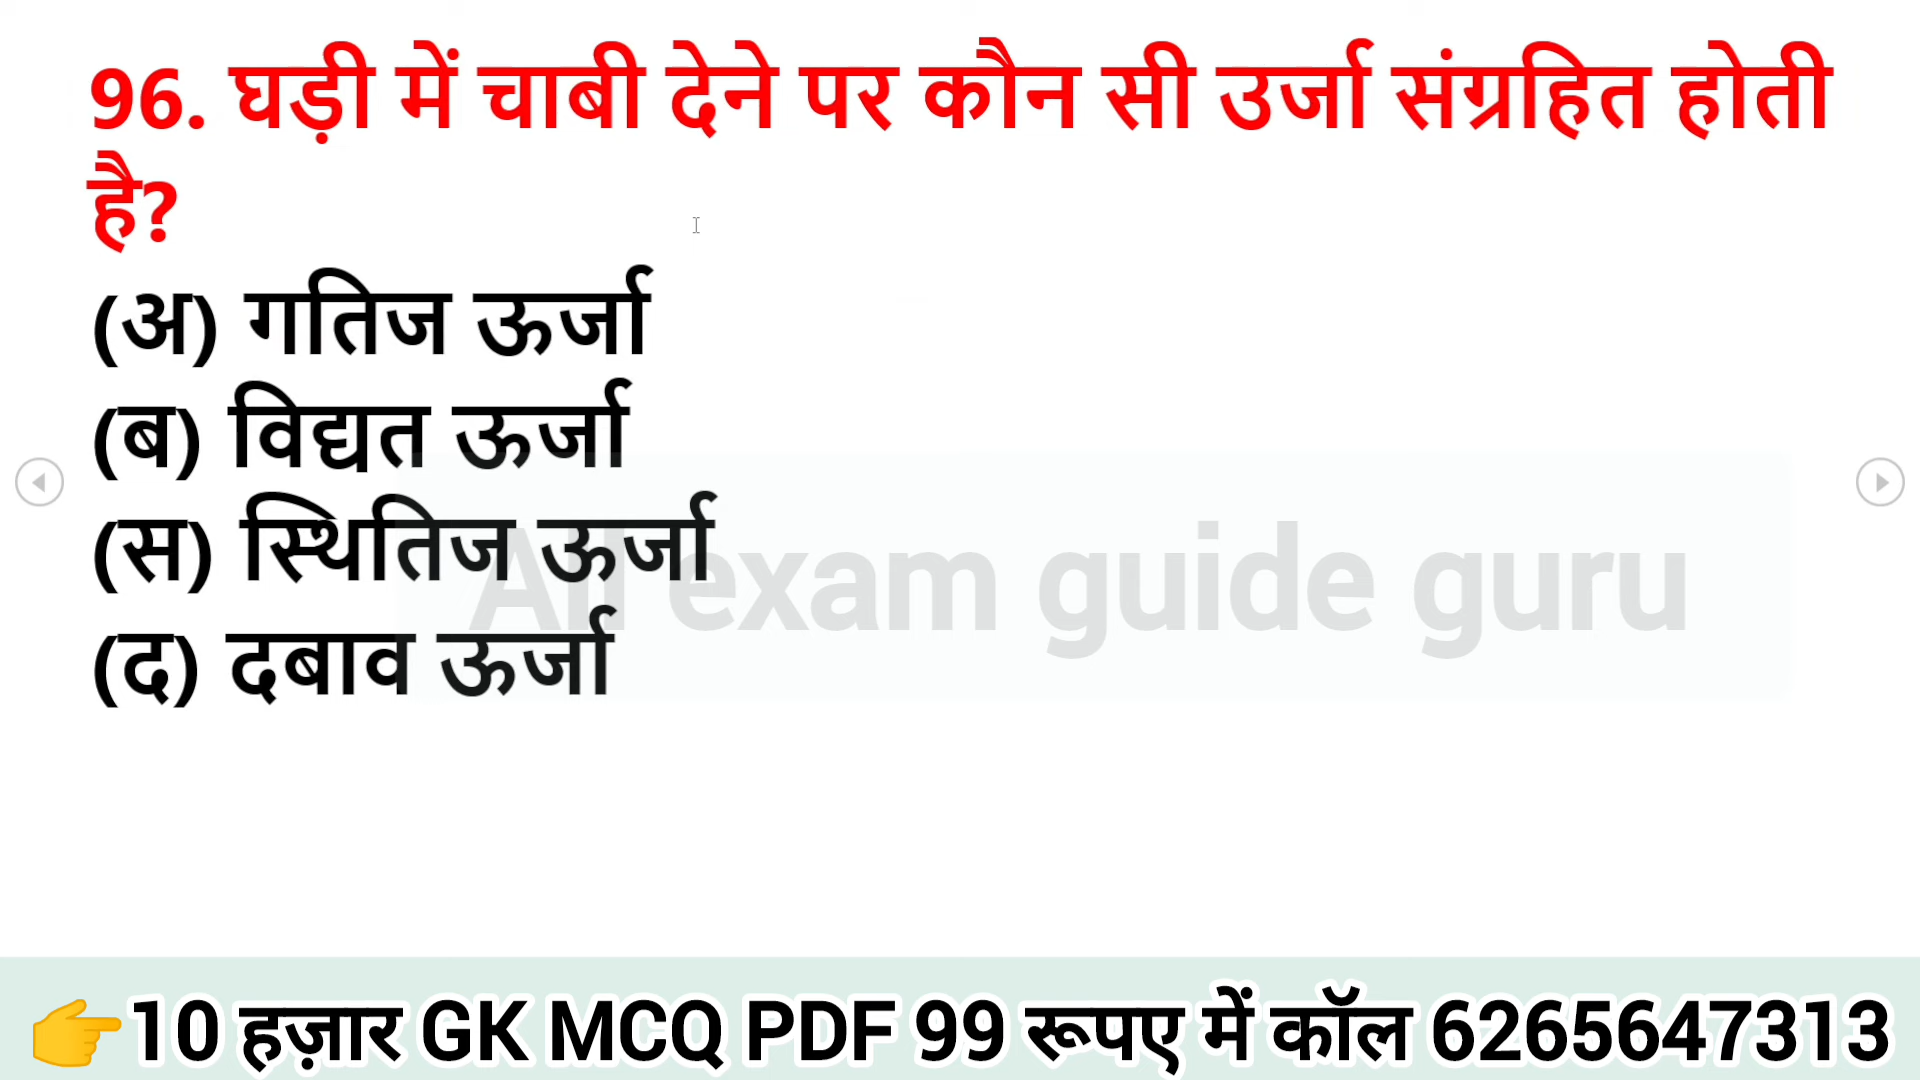 96. घड़ी में चाबी देने पर कौन सी उर्जा संग्रहित होती
है?
(अ) गतिज ऊर्जा
(ब) विद्यत ऊर्जा
(स) स्थितिज ऊर्जा
All exam guide guru
(द) दबाव ऊर्जा
👉10 हज़ार GK MCQ PDF 99 रूपए में कॉल 6265647313